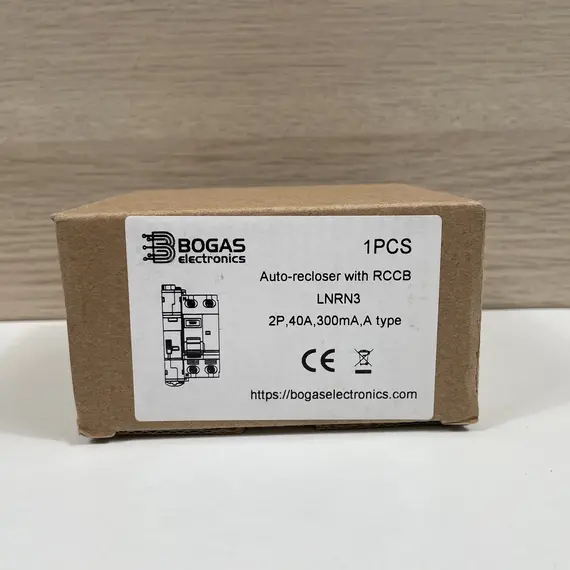 BOGAS
electronics
1PCS
Auto-recloser with RCCB
LNRN3
2P,40A,300mA,A type
CE
https://bogaselectronics.com